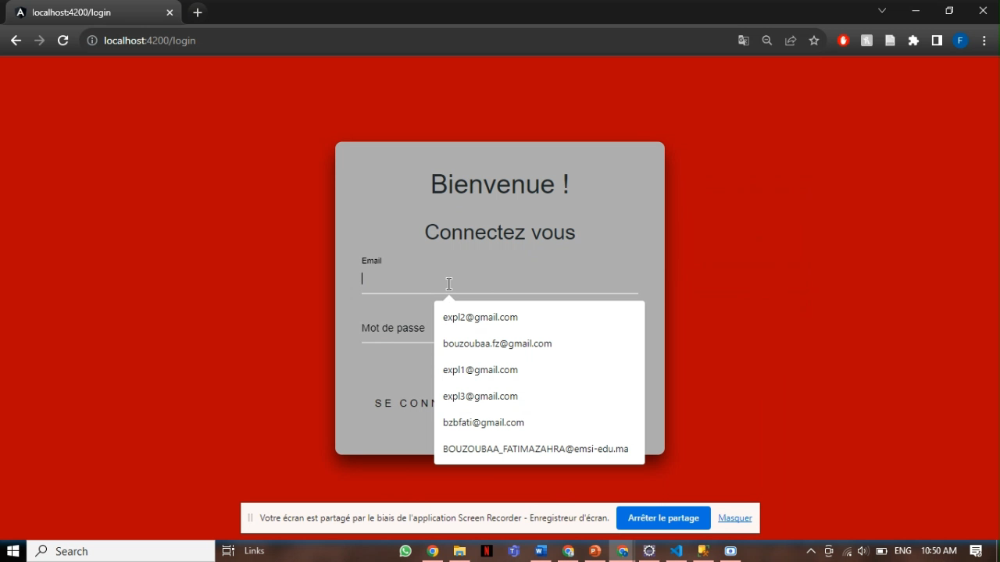 localhost:4200/login
localhost:4200/login
F
Bienvenue !
Connectez vous
Email
expl2@gmail.com
Mot de passe
bouzoubaa.fz@gmail.com
expl1@gmail.com
expl3@gmail.com
SE CONN
bzbfati@gmail.com
BOUZOUBAA_FATIMAZAHRA@emsi-edu.ma
Votre écran est partagé par le biais de l'application Screen Recorder - Enregistreur d'écran. Arrêter le partage Masquer
Search Links ENG 10:50 AM